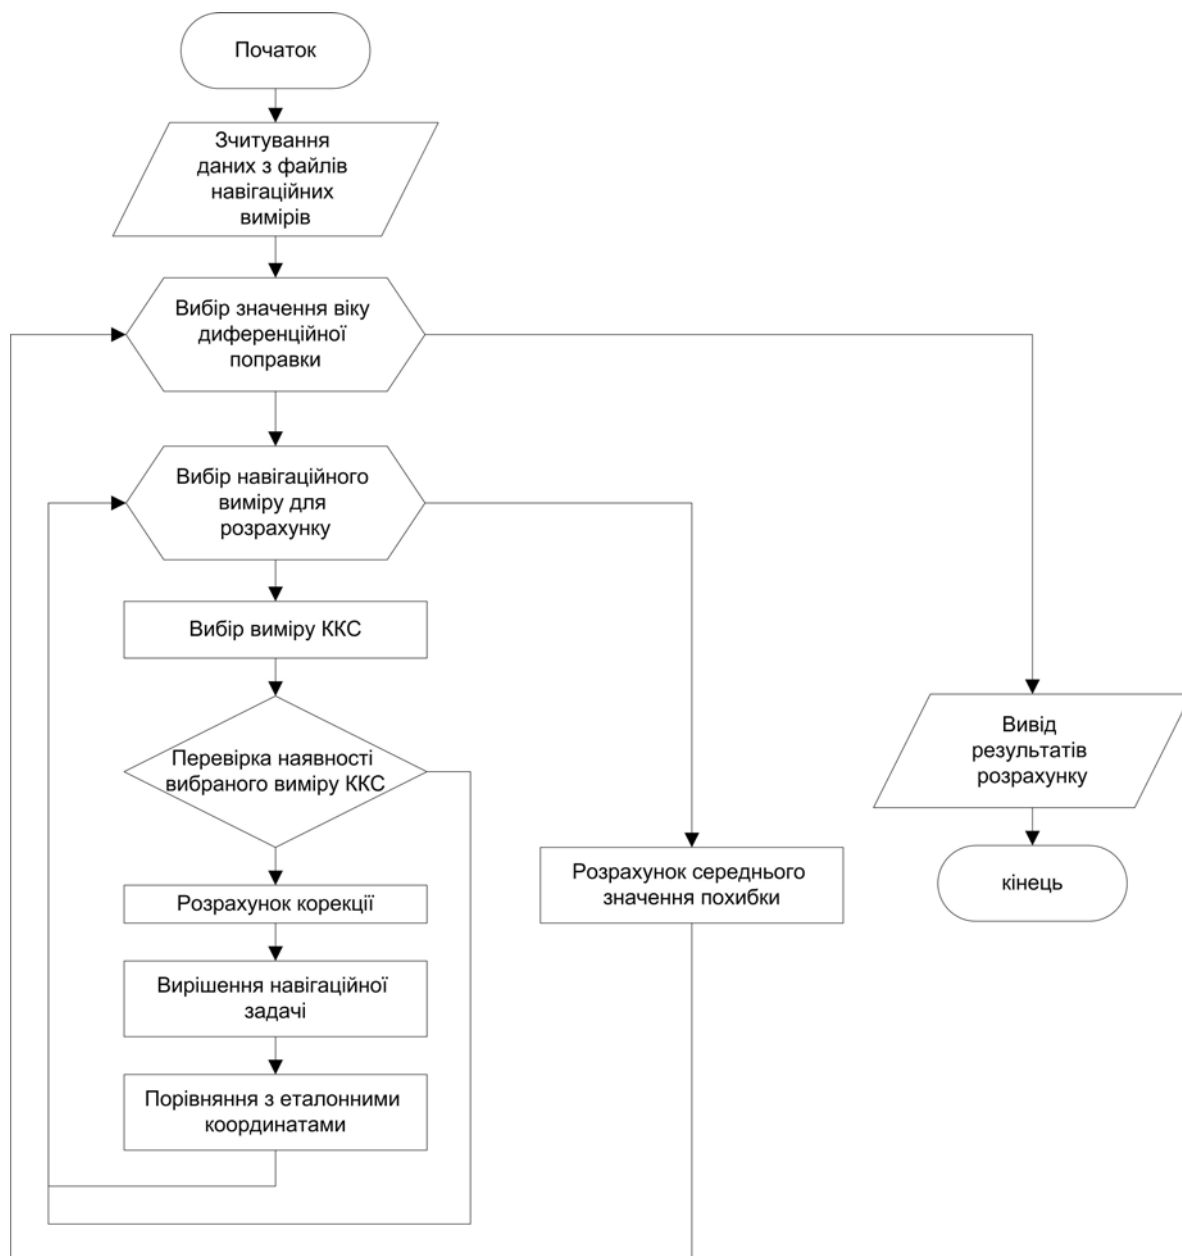 Початок
Зчитування
даних з файлів
навігаційних
вимірів
Вибір значення віку
диференційної
поправки
Вибір навігаційного
виміру для
розрахунку
Вибір виміру ККС
Перевірка наявності
вибраного виміру ККС
Розрахунок корекції
Вирішення навігаційної
задачі
Порівняння з еталонними
координатами
Розрахунок середнього
значення похибки
Вивід
результатів
розрахунку
кінець